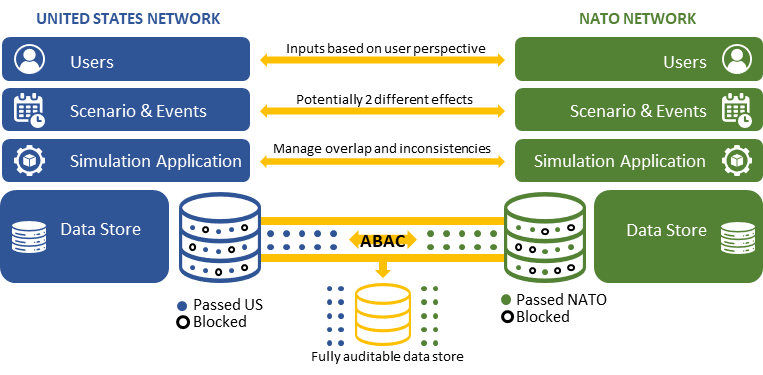 UNITED STATES NETWORK
NATO NETWORK
Users
Inputs based on user perspective
Users
Scenario & Events
Potentially 2 different effects
Scenario & Events
Simulation Application
Manage overlap and inconsistencies
Simulation Application
Data Store
ABAC
Data Store
Passed US
Blocked
Passed NATO
Blocked
Fully auditable data store